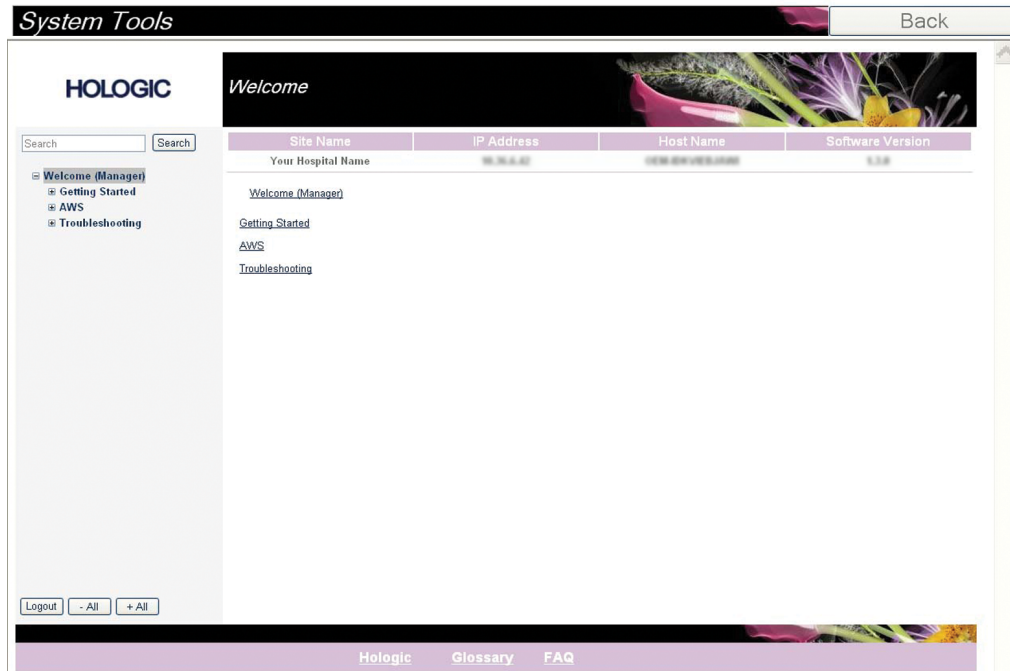 System Tools
Back
HOLOGIC
Welcome
Search
Search
Site Name IP Address Host Name Software Version
Your Hospital Name
Welcome (Manager)
Getting Started
AWS
Troubleshooting
Welcome (Manager)
Getting Started
AWS
Troubleshooting
Logout - All + All
Hologic Glossary FAQ